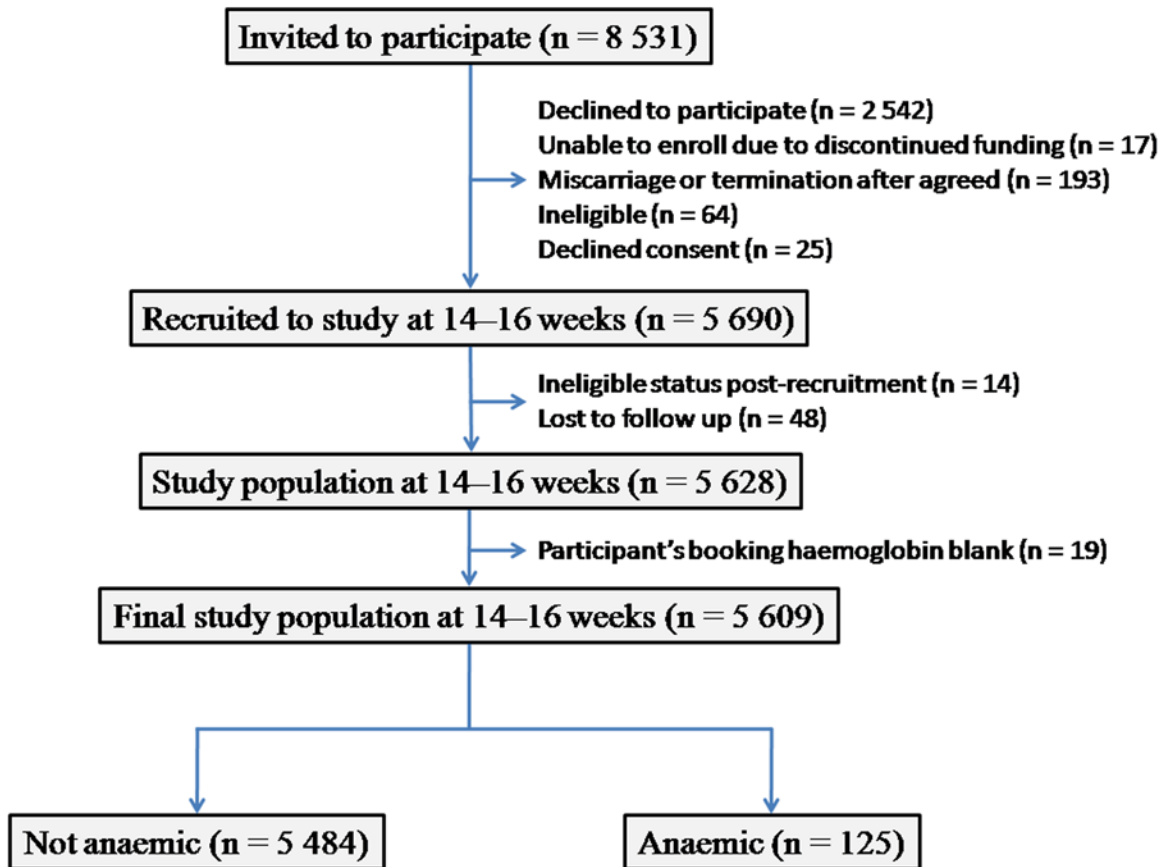 Invited to participate (n = 8 531)
Declined to participate (n = 2 542)
Unable to enroll due to discontinued funding (n = 17)
Miscarriage or termination after agreed (n = 193)
Ineligible (n = 64)
Declined consent (n = 25)
Recruited to study at 14–16 weeks (n = 5 690)
Ineligible status post-recruitment (n = 14)
Lost to follow up (n = 48)
Study population at 14–16 weeks (n = 5 628)
Participant’s booking haemoglobin blank (n = 19)
Final study population at 14–16 weeks (n = 5 609)
Not anaemic (n = 5 484)
Anaemic (n = 125)